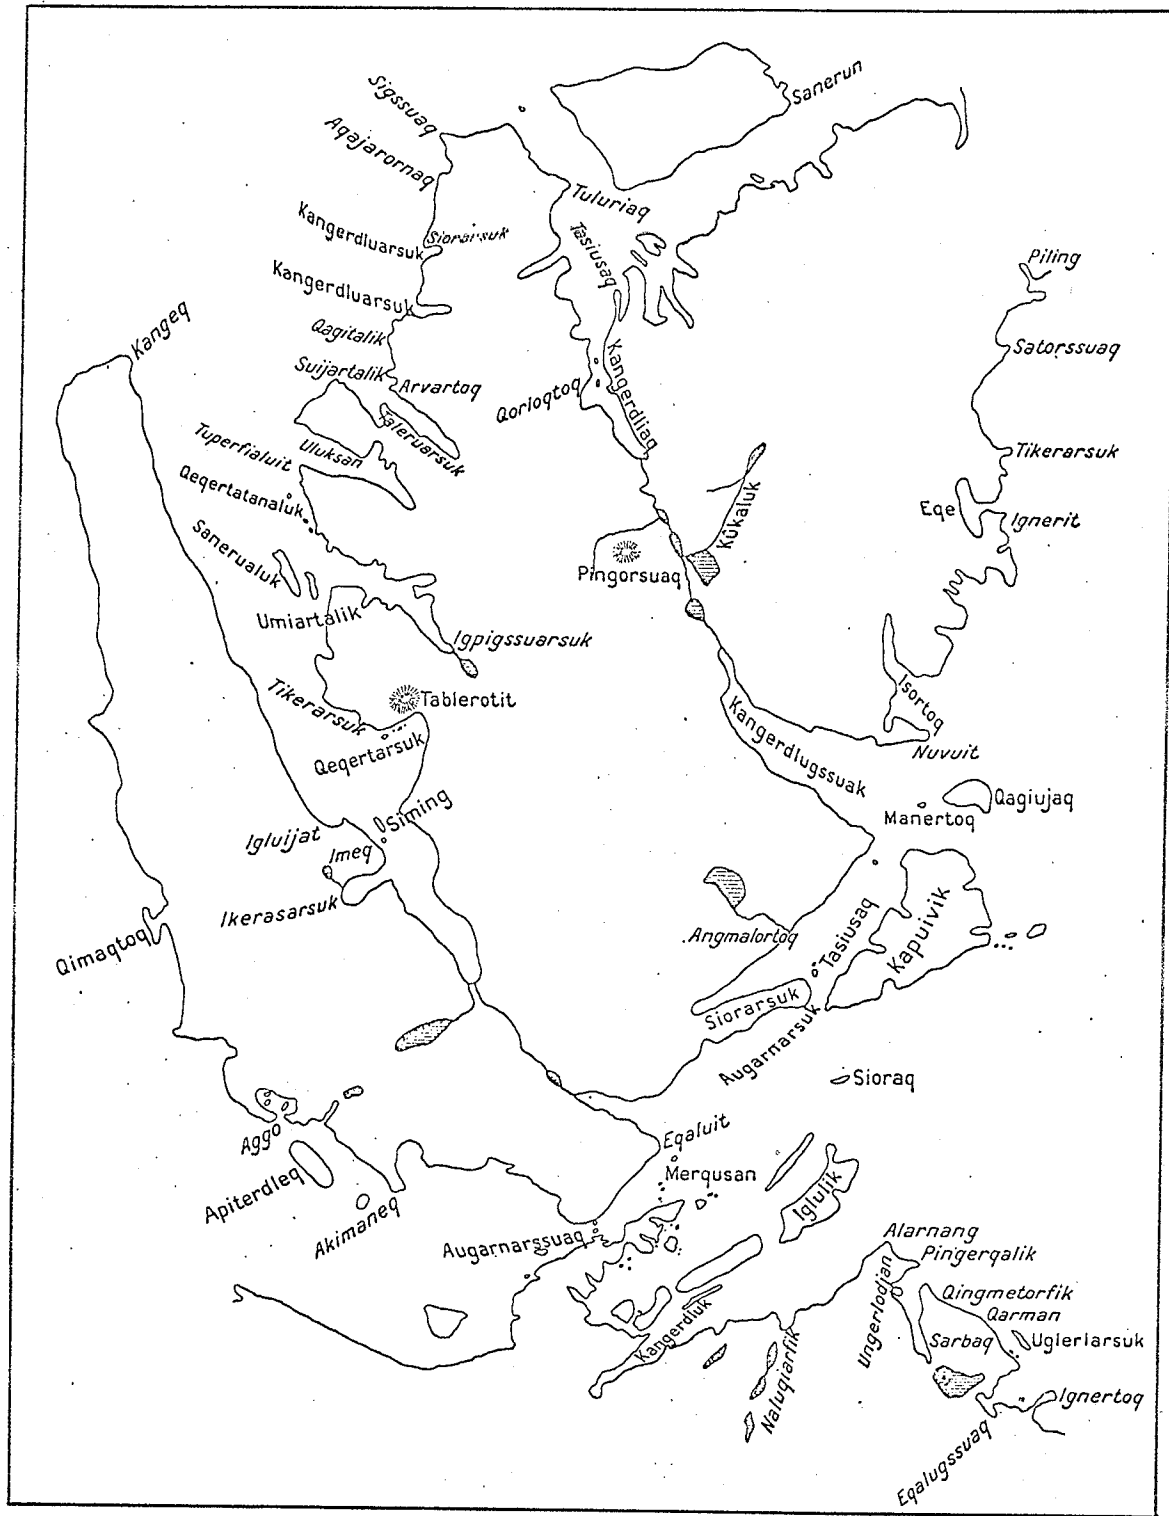 Sanerun
Sigssuaq
Aqajarornaq
Tuluriaq
Kangerdluarsuk
Siorarsuk
Tasiusaq
Piling
Kangerdluarsuk
Kangeq
Qagitalik
Satorssuaq
Suijartalik
Arvartoq
Qorloqtoq
Kangerdliaq
Taleruarsuk
Uluksan
Tuperfialuit
Tikerarsuk
Qeqertatanaluk
Eqe
Ignerit
Kûkaluk
Sanerualuk
Pingorsuaq
Umiartalik
Igpigssuarsuk
Isortoq
Tikerarsuk
Tablerotit
Kangerdlugssuak
Qeqertarsuk
Nuvuit
Qagiujaq
Manertoq
Siming
Igluijat
Imeq
Ikerasarsuk
Qimaqtoq
Angmalortoq
Tasiusaq
Kapuivik
Siorarsuk
Augarnarsuk
Sioraq
Aggo
Eqaluit
Merqusan
Apiterdleq
Akimaneq
Iglulik
Augarnarssuaq
Alarnang
Pingerqalik
Ungerlodjan
Qingmetorfik
Qarman
Sarbaq
Uglerlarsuk
Kangerdluk
Naluqiarfik
Ignertoq
Eqalugssuaq